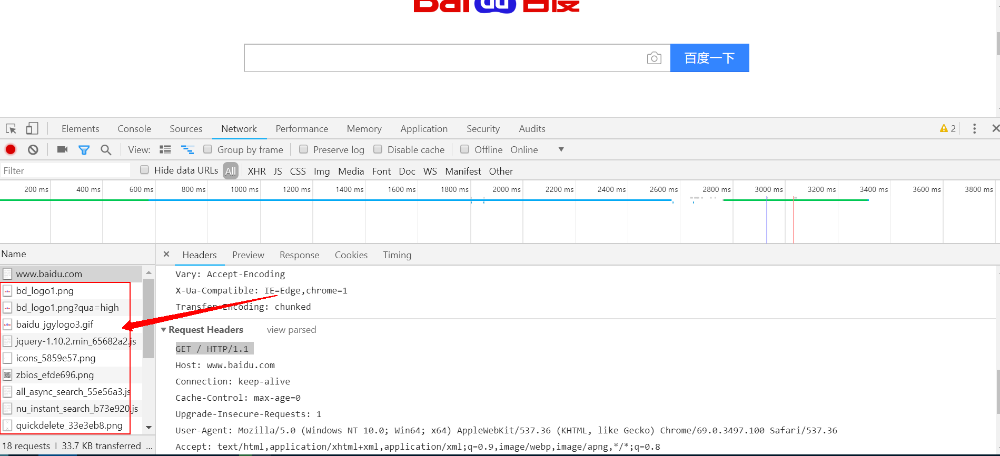 Bai du 百度
百度一下
Elements Console Sources Network Performance Memory Application Security Audits 2
View: Group by frame Preserve log Disable cache Offline Online
Filter Hide data URLs All XHR JS CSS Img Media Font Doc WS Manifest Other
200 ms 400 ms 600 ms 800 ms 1000 ms 1200 ms 1400 ms 1600 ms 1800 ms 2000 ms 2200 ms 2400 ms 2600 ms 2800 ms 3000 ms 3200 ms 3400 ms 3600 ms 3800 ms
Name
www.baidu.com
bd_logo1.png
bd_logo1.png?qua=high
baidu_jgylogo3.gif
jquery-1.10.2.min_65682a2.js
icons_5859e57.png
zbios_efde696.png
all_async_search_55e56a3.js
nu_instant_search_b73e920.js
quickdelete_33e3eb8.png
18 requests | 33.7 KB transferred ...
Headers Preview Response Cookies Timing
Vary: Accept-Encoding
X-Ua-Compatible: IE=Edge,chrome=1
Transfer-Encoding: chunked
Request Headers view parsed
GET / HTTP/1.1
Host: www.baidu.com
Connection: keep-alive
Cache-Control: max-age=0
Upgrade-Insecure-Requests: 1
User-Agent: Mozilla/5.0 (Windows NT 10.0; Win64; x64) AppleWebKit/537.36 (KHTML, like Gecko) Chrome/69.0.3497.100 Safari/537.36
Accept: text/html,application/xhtml+xml,application/xml;q=0.9,image/webp,image/apng,*/*;q=0.8